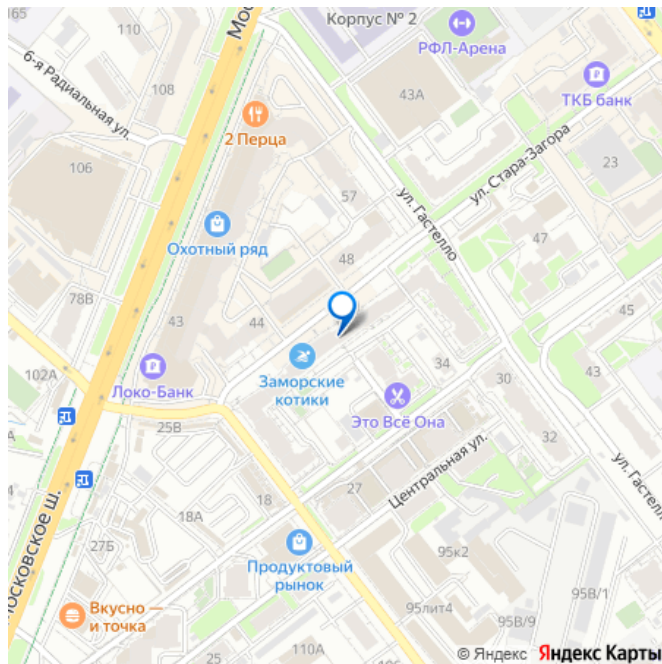 110
Корпус № 2
Мос
РФЛ-Арена
6-я Радиальная ул.
108
ТКБ банк
43А
2 Перца
ул. Стара-Загора
106
23
57
ул. Гастелло
47
Охотный ряд
48
78В
45
43
44
Заморские
котики
34
43
102А
Локо-Банк
30
Это Всё Она
25В
32
Центральная ул.
ул. Гастелло
27
18
18А
Московское ш.
27Б
95к2
Продуктовый
рынок
95В/1
Вкусно —
и точка
95лит4
95В/9
25
110А
© Яндекс Яндекс Карты